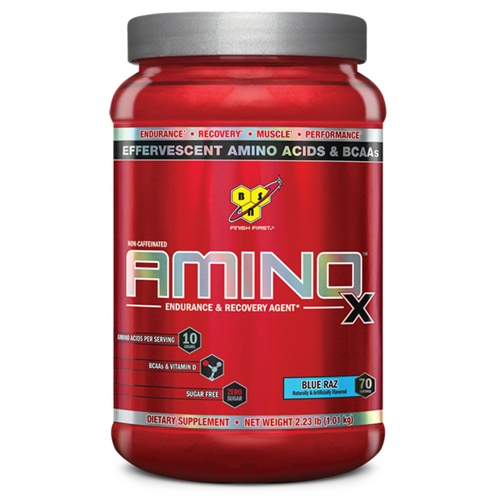 ENDURANCE* • RECOVERY* • MUSCLE* • PERFORMANCE
EFFERVESCENT AMINO ACIDS & BCAAs
BSN
FINISH FIRST.®
NON-CAFFEINATED
AMINOx™
ENDURANCE & RECOVERY AGENT*
AMINO ACIDS PER SERVING 10 GRAMS
BCAAs & VITAMIN D
SUGAR FREE ZERO SUGAR
BLUE RAZ
Naturally & Artificially Flavored
70 SERVINGS
DIETARY SUPPLEMENT • NET WEIGHT 2.23 lb (1.01 kg)